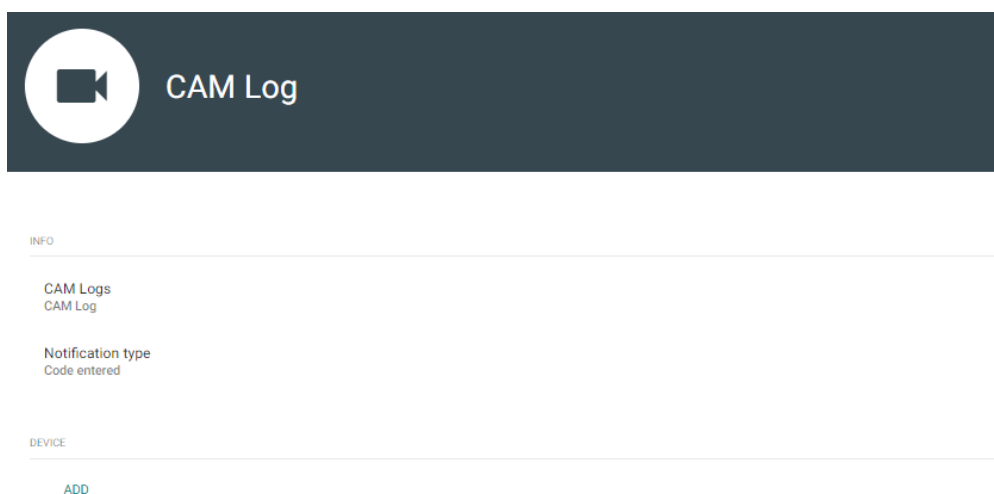 CAM Log
INFO
CAM Logs
CAM Log
Notification type
Code entered
DEVICE
ADD